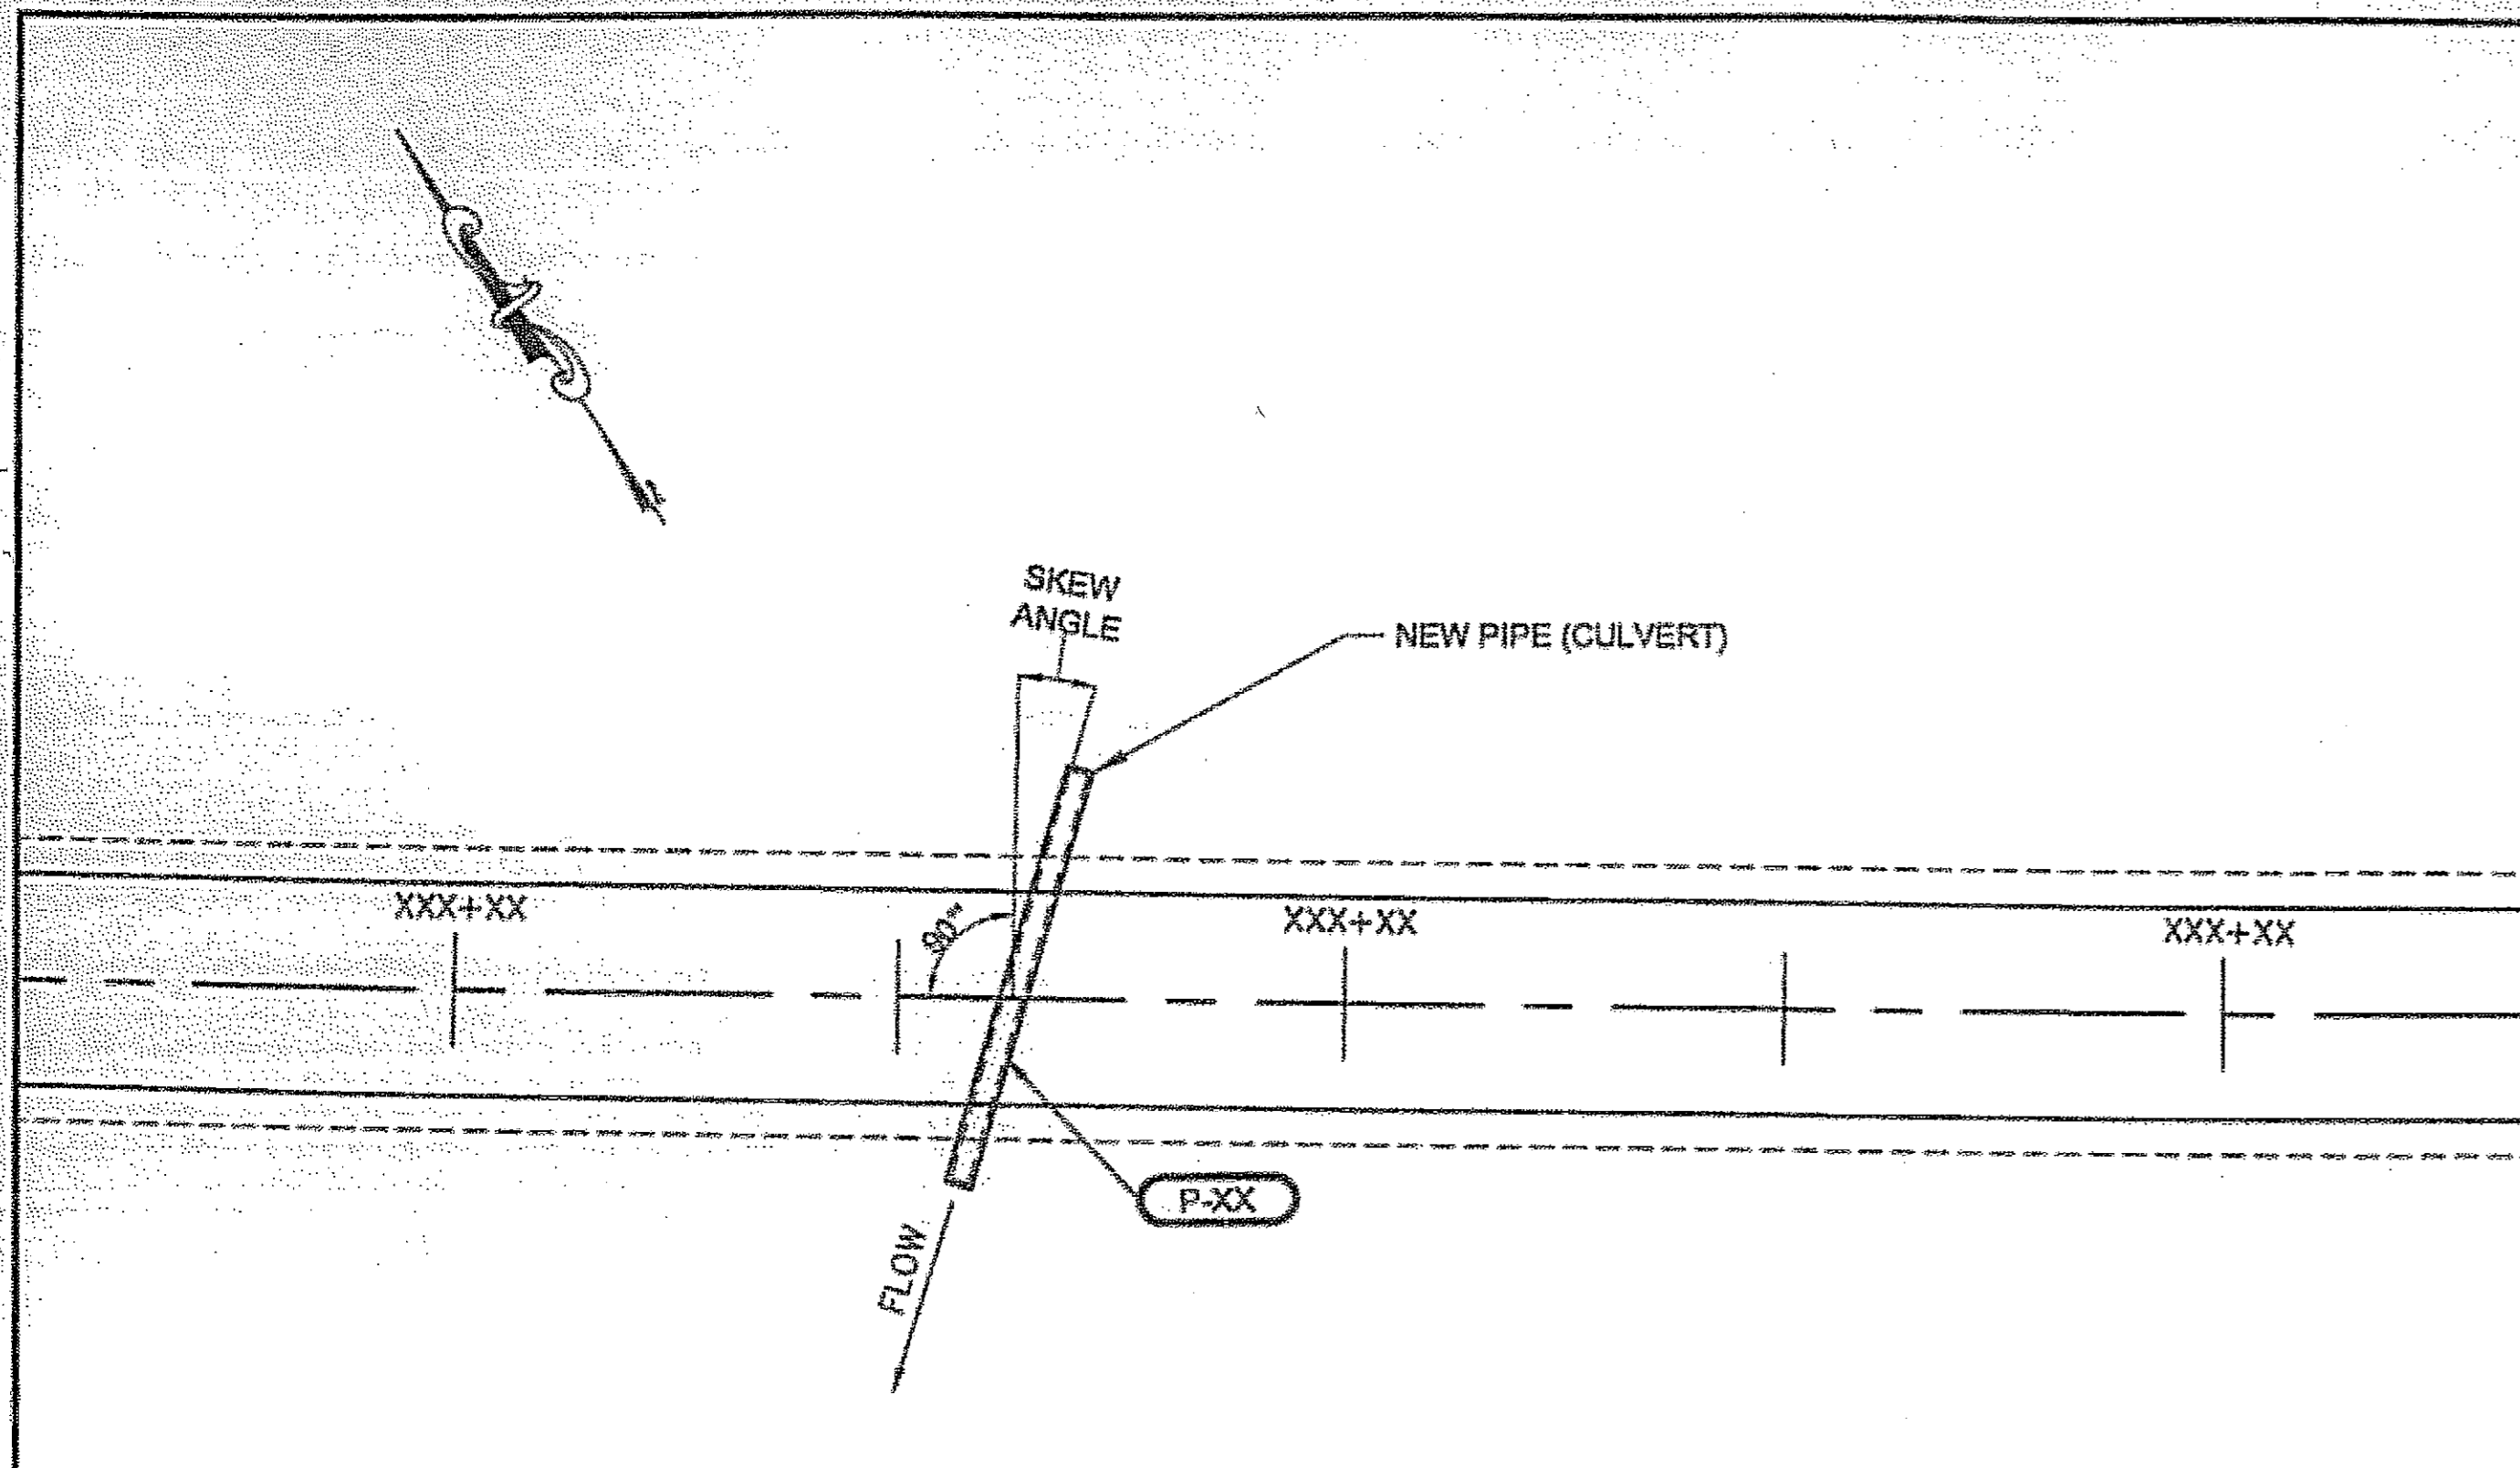 SKEW
ANGLE
NEW PIPE (CULVERT)
XXX+XX
90°
XXX+XX
XXX+XX
P-XX
FLOW